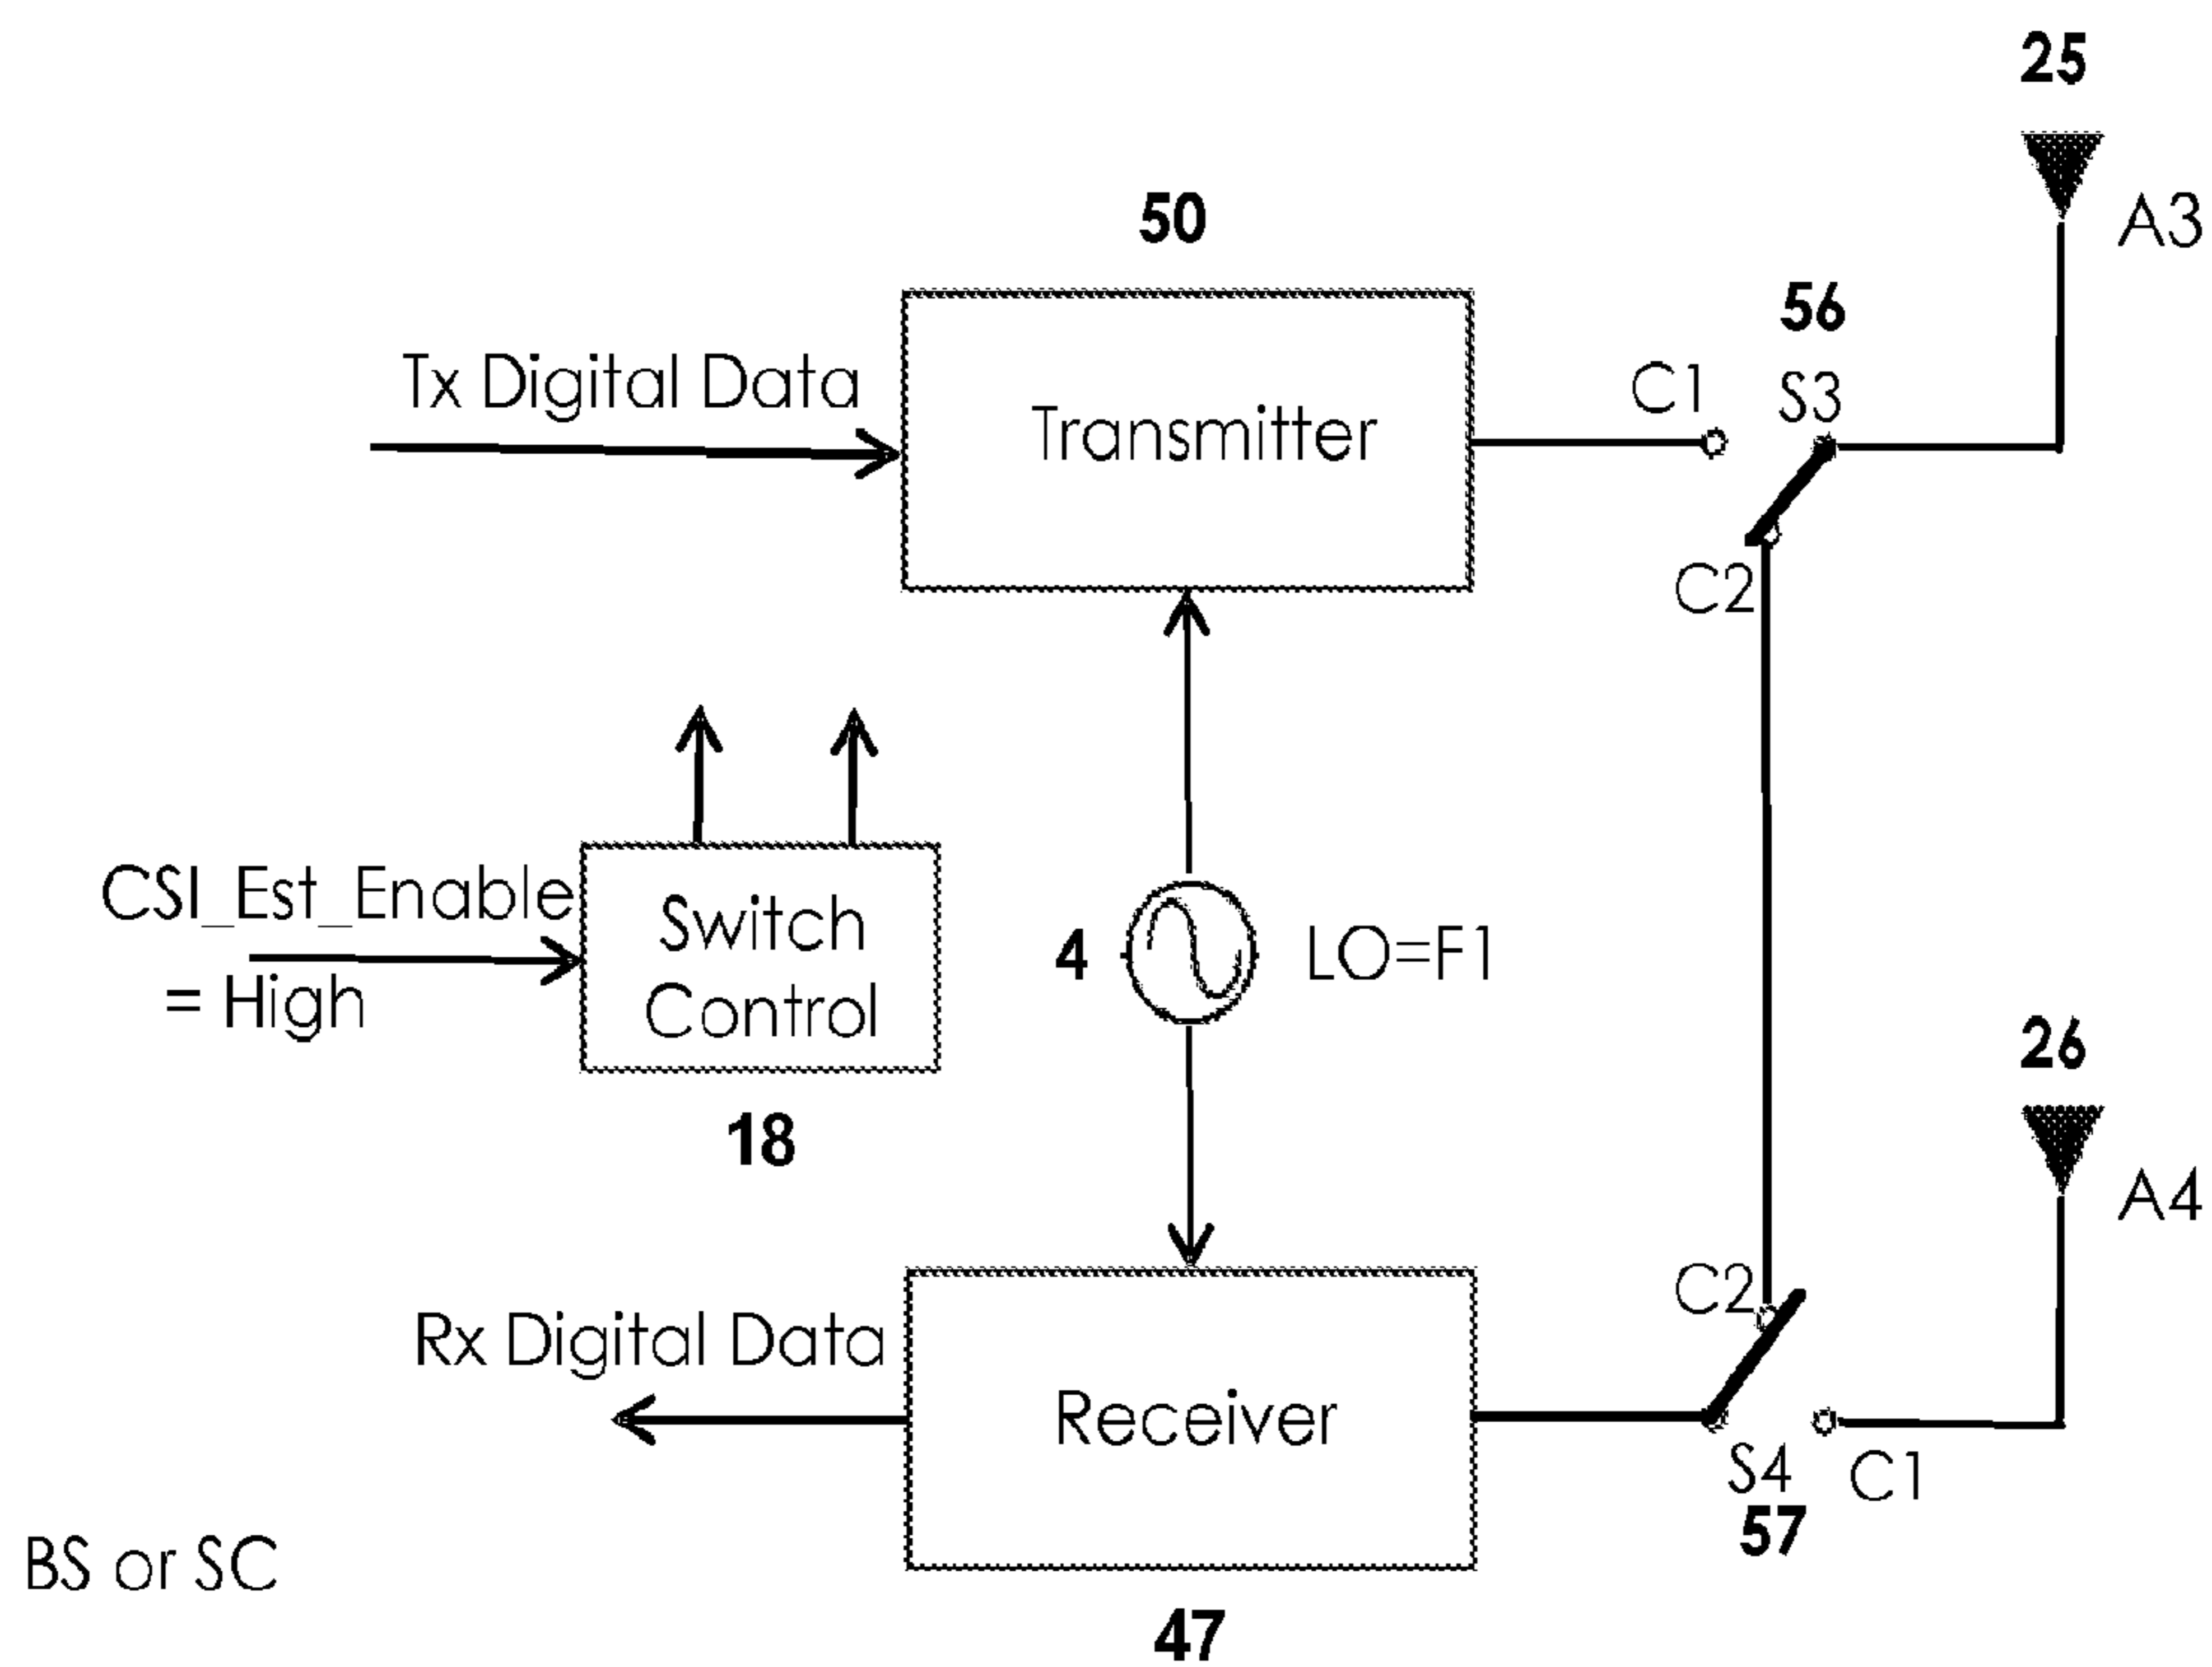 25
A3
50
56
Tx Digital Data
C1
S3
Transmitter
C2
CSI_Est_Enable
= High
Switch
Control
4
LO=F1
18
26
A4
C2
Rx Digital Data
Receiver
S4
C1
57
BS or SC
47